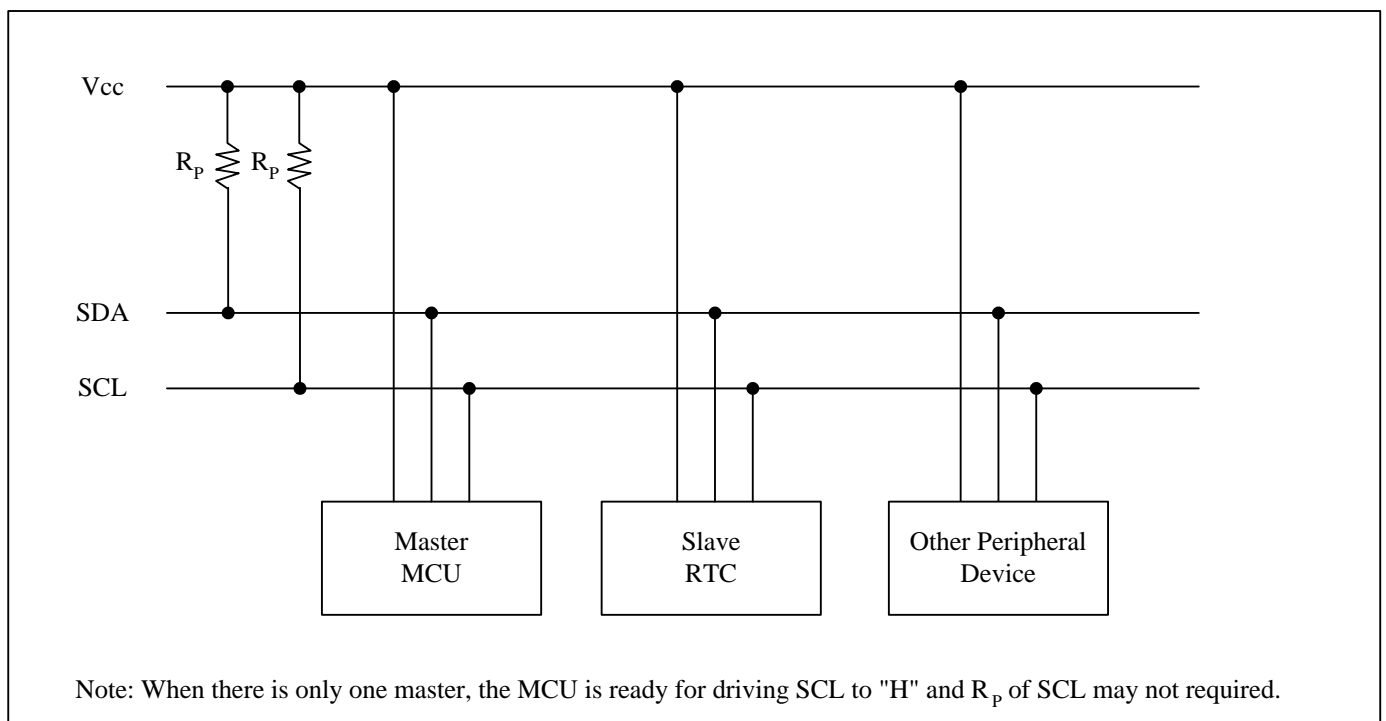 Vcc
R_P R_P
SDA
SCL
Master
MCU
Slave
RTC
Other Peripheral
Device
Note: When there is only one master, the MCU is ready for driving SCL to "H" and R_P of SCL may not required.